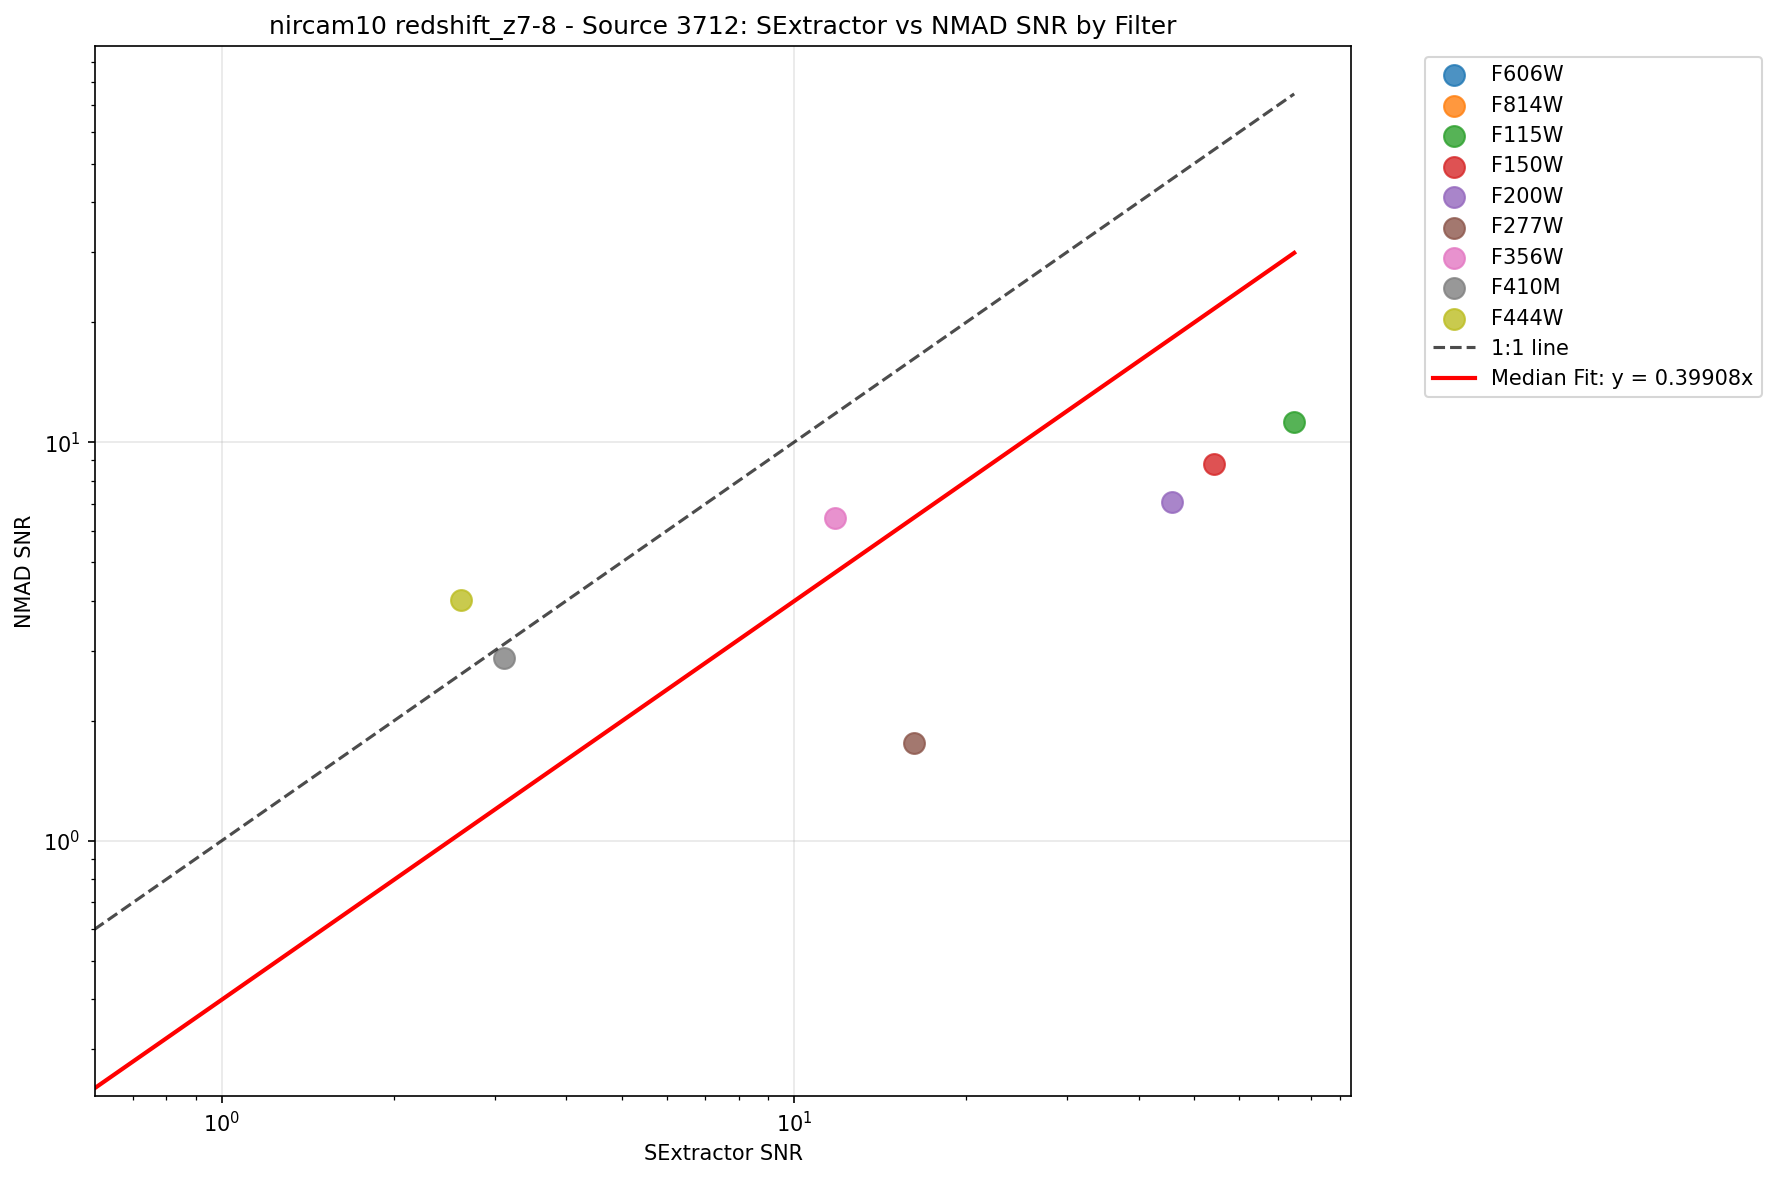 nircam10 redshift_z7-8 - Source 3712: SExtractor vs NMAD SNR by Filter
F606W
F814W
F115W
F150W
F200W
F277W
F356W
F410M
F444W
1:1 line
Median Fit: y = 0.39908x
NMAD SNR
10¹
10⁰
10⁰
10¹
SExtractor SNR